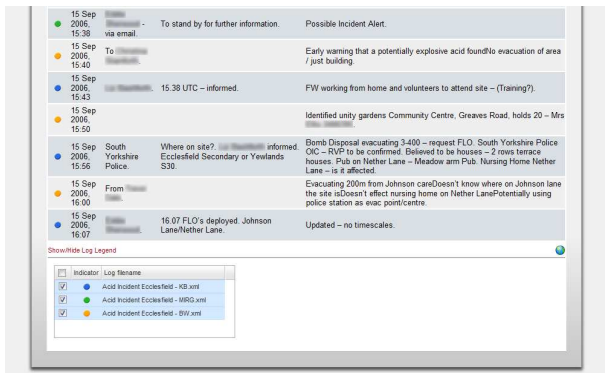 15 Sep
2006, - To stand by for further information. Possible Incident Alert.
15:38 via email.
15 Sep
2006, To Early warning that a potentially explosive acid foundNo evacuation of area
15:40 / just building.
15 Sep
2006, 15.38 UTC – informed. FW working from home and volunteers to attend site – (Training?).
15:43
15 Sep
2006, Identified unity gardens Community Centre, Greaves Road, holds 20 – Mrs
15:50
15 Sep South Where on site?. informed. Bomb Disposal evacuating 3-400 – request FLO. South Yorkshire Police
2006, Yorkshire Ecclesfield Secondary or Yewlands OIC – RVP to be confirmed. Believed to be houses – 2 rows terrace
15:56 Police. S30. houses. Pub on Nether Lane – Meadow arm Pub. Nursing Home Nether
Lane – is it affected.
15 Sep Evacuating 200m from Johnson careDoesn't know where on Johnson lane
2006, From the site isDoesn't effect nursing home on Nether LanePotentially using
16:00 police station as evac point/centre.
15 Sep
2006, 16.07 FLO's deployed. Johnson Updated – no timescales.
16:07 Lane/Nether Lane.
Show/Hide Log Legend
Indicator Log filename
Acid Incident Ecclesfield - KB.xml
Acid Incident Ecclesfield - MIRG.xml
Acid Incident Ecclesfield - BW.xml